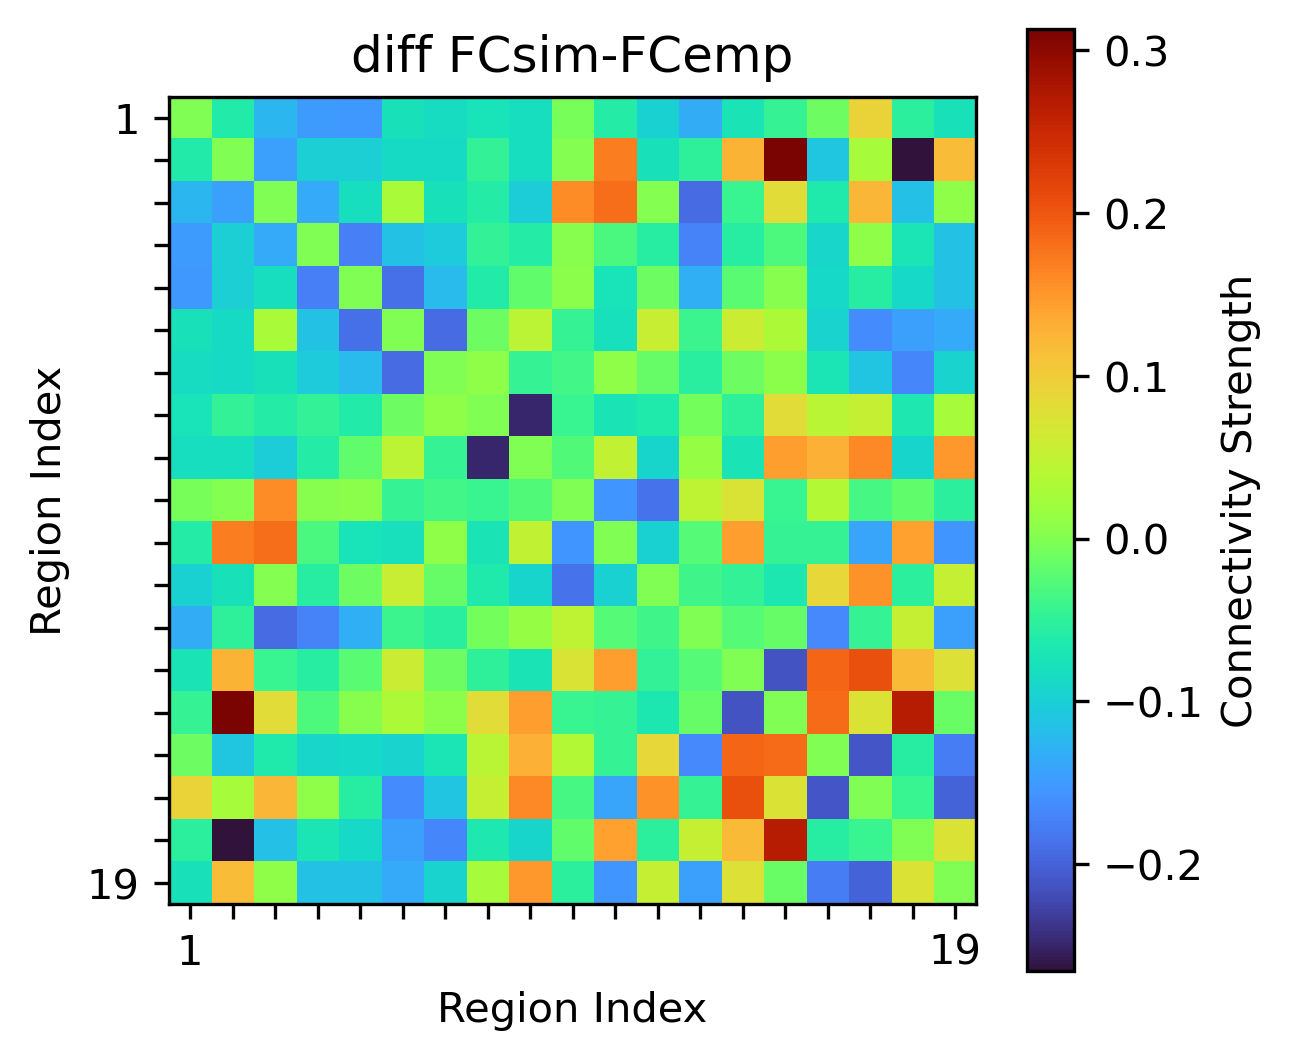 diff FCsim-FCemp
1
19
Region Index
1
19
Region Index
0.3
0.2
0.1
0.0
−0.1
−0.2
Connectivity Strength